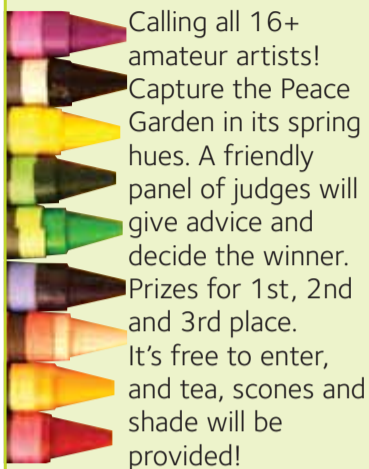 Calling all 16+
amateur artists!
Capture the Peace
Garden in its spring
hues. A friendly
panel of judges will
give advice and
decide the winner.
Prizes for 1st, 2nd
and 3rd place.
It’s free to enter,
and tea, scones and
shade will be
provided!